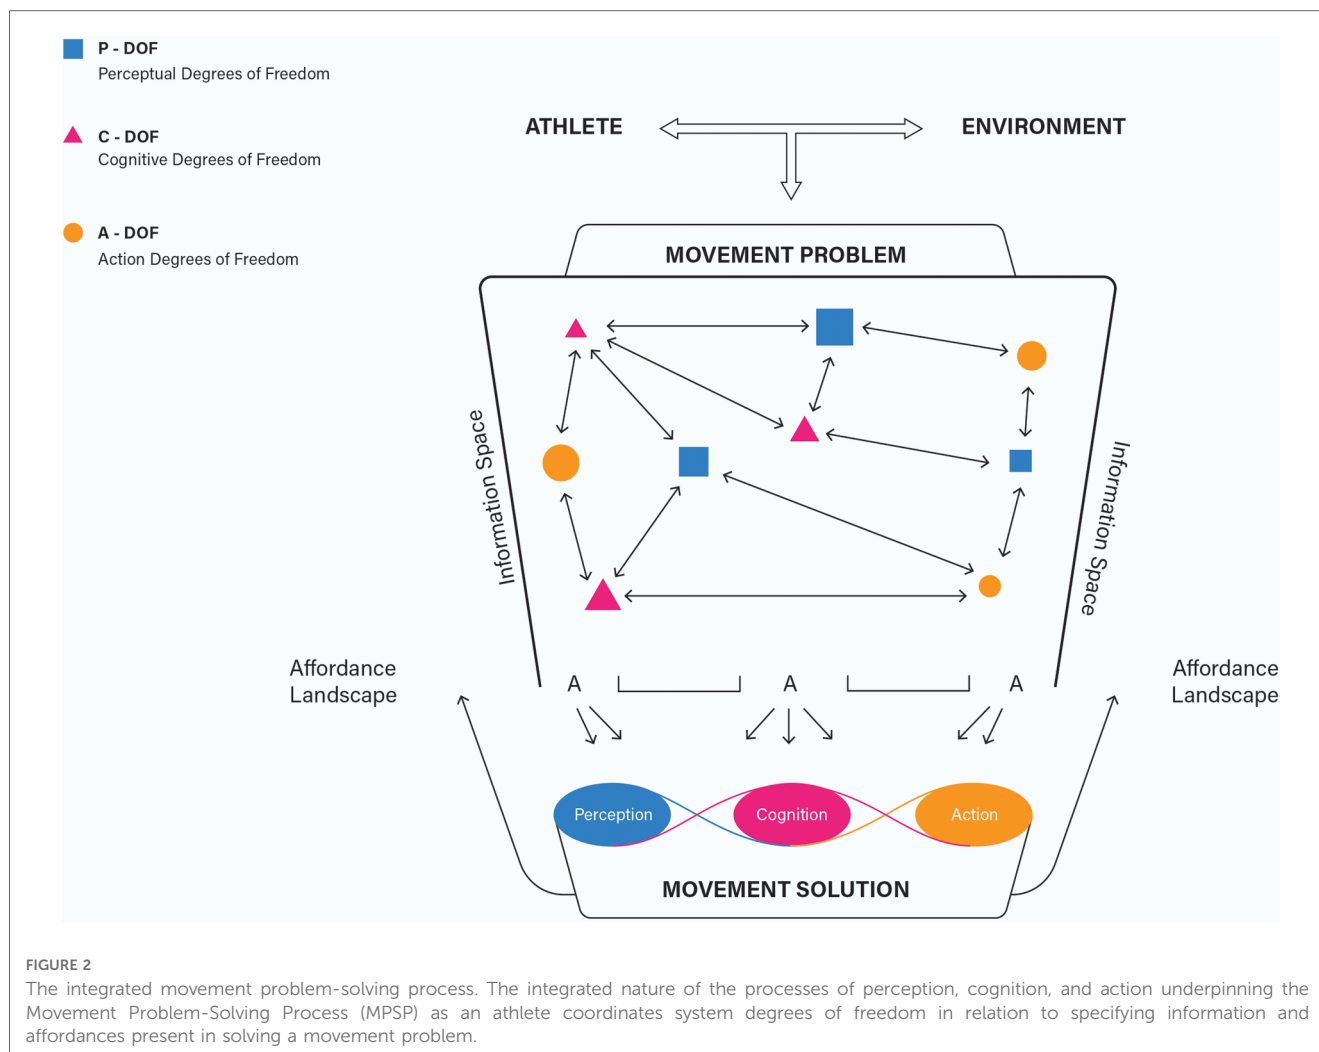 P - DOF
Perceptual Degrees of Freedom
C - DOF
Cognitive Degrees of Freedom
A - DOF
Action Degrees of Freedom
ATHLETE
ENVIRONMENT
MOVEMENT PROBLEM
Information Space
Information Space
Affordance
Landscape
Affordance
Landscape
A
A
A
Perception
Cognition
Action
MOVEMENT SOLUTION
FIGURE 2
The integrated movement problem-solving process. The integrated nature of the processes of perception, cognition, and action underpinning the
Movement Problem-Solving Process (MPSP) as an athlete coordinates system degrees of freedom in relation to specifying information and
affordances present in solving a movement problem.